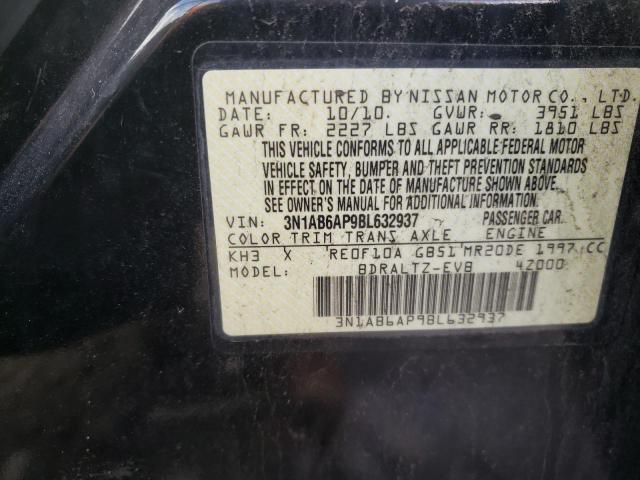 MANUFACTURED BY NISSAN MOTOR CO., LTD.
DATE: 10/10. GVWR: 3951 LBS
GAWR FR: 2227 LBS GAWR RR: 1810 LBS
THIS VEHICLE CONFORMS TO ALL APPLICABLE FEDERAL MOTOR
VEHICLE SAFETY, BUMPER AND THEFT PREVENTION STANDARDS
IN EFFECT ON THE DATE OF MANUFACTURE SHOWN ABOVE.
SEE OWNER'S MANUAL FOR ADDITIONAL INFORMATION.
VIN: 3N1AB6AP9BL632937 PASSENGER CAR
COLOR TRIM TRANS AXLE ENGINE
KH3 X RE0F10A GB51 MR20DE 1997 CC
MODEL: BDRALTZ-EVB 4Z000
3N1AB6AP9BL632937